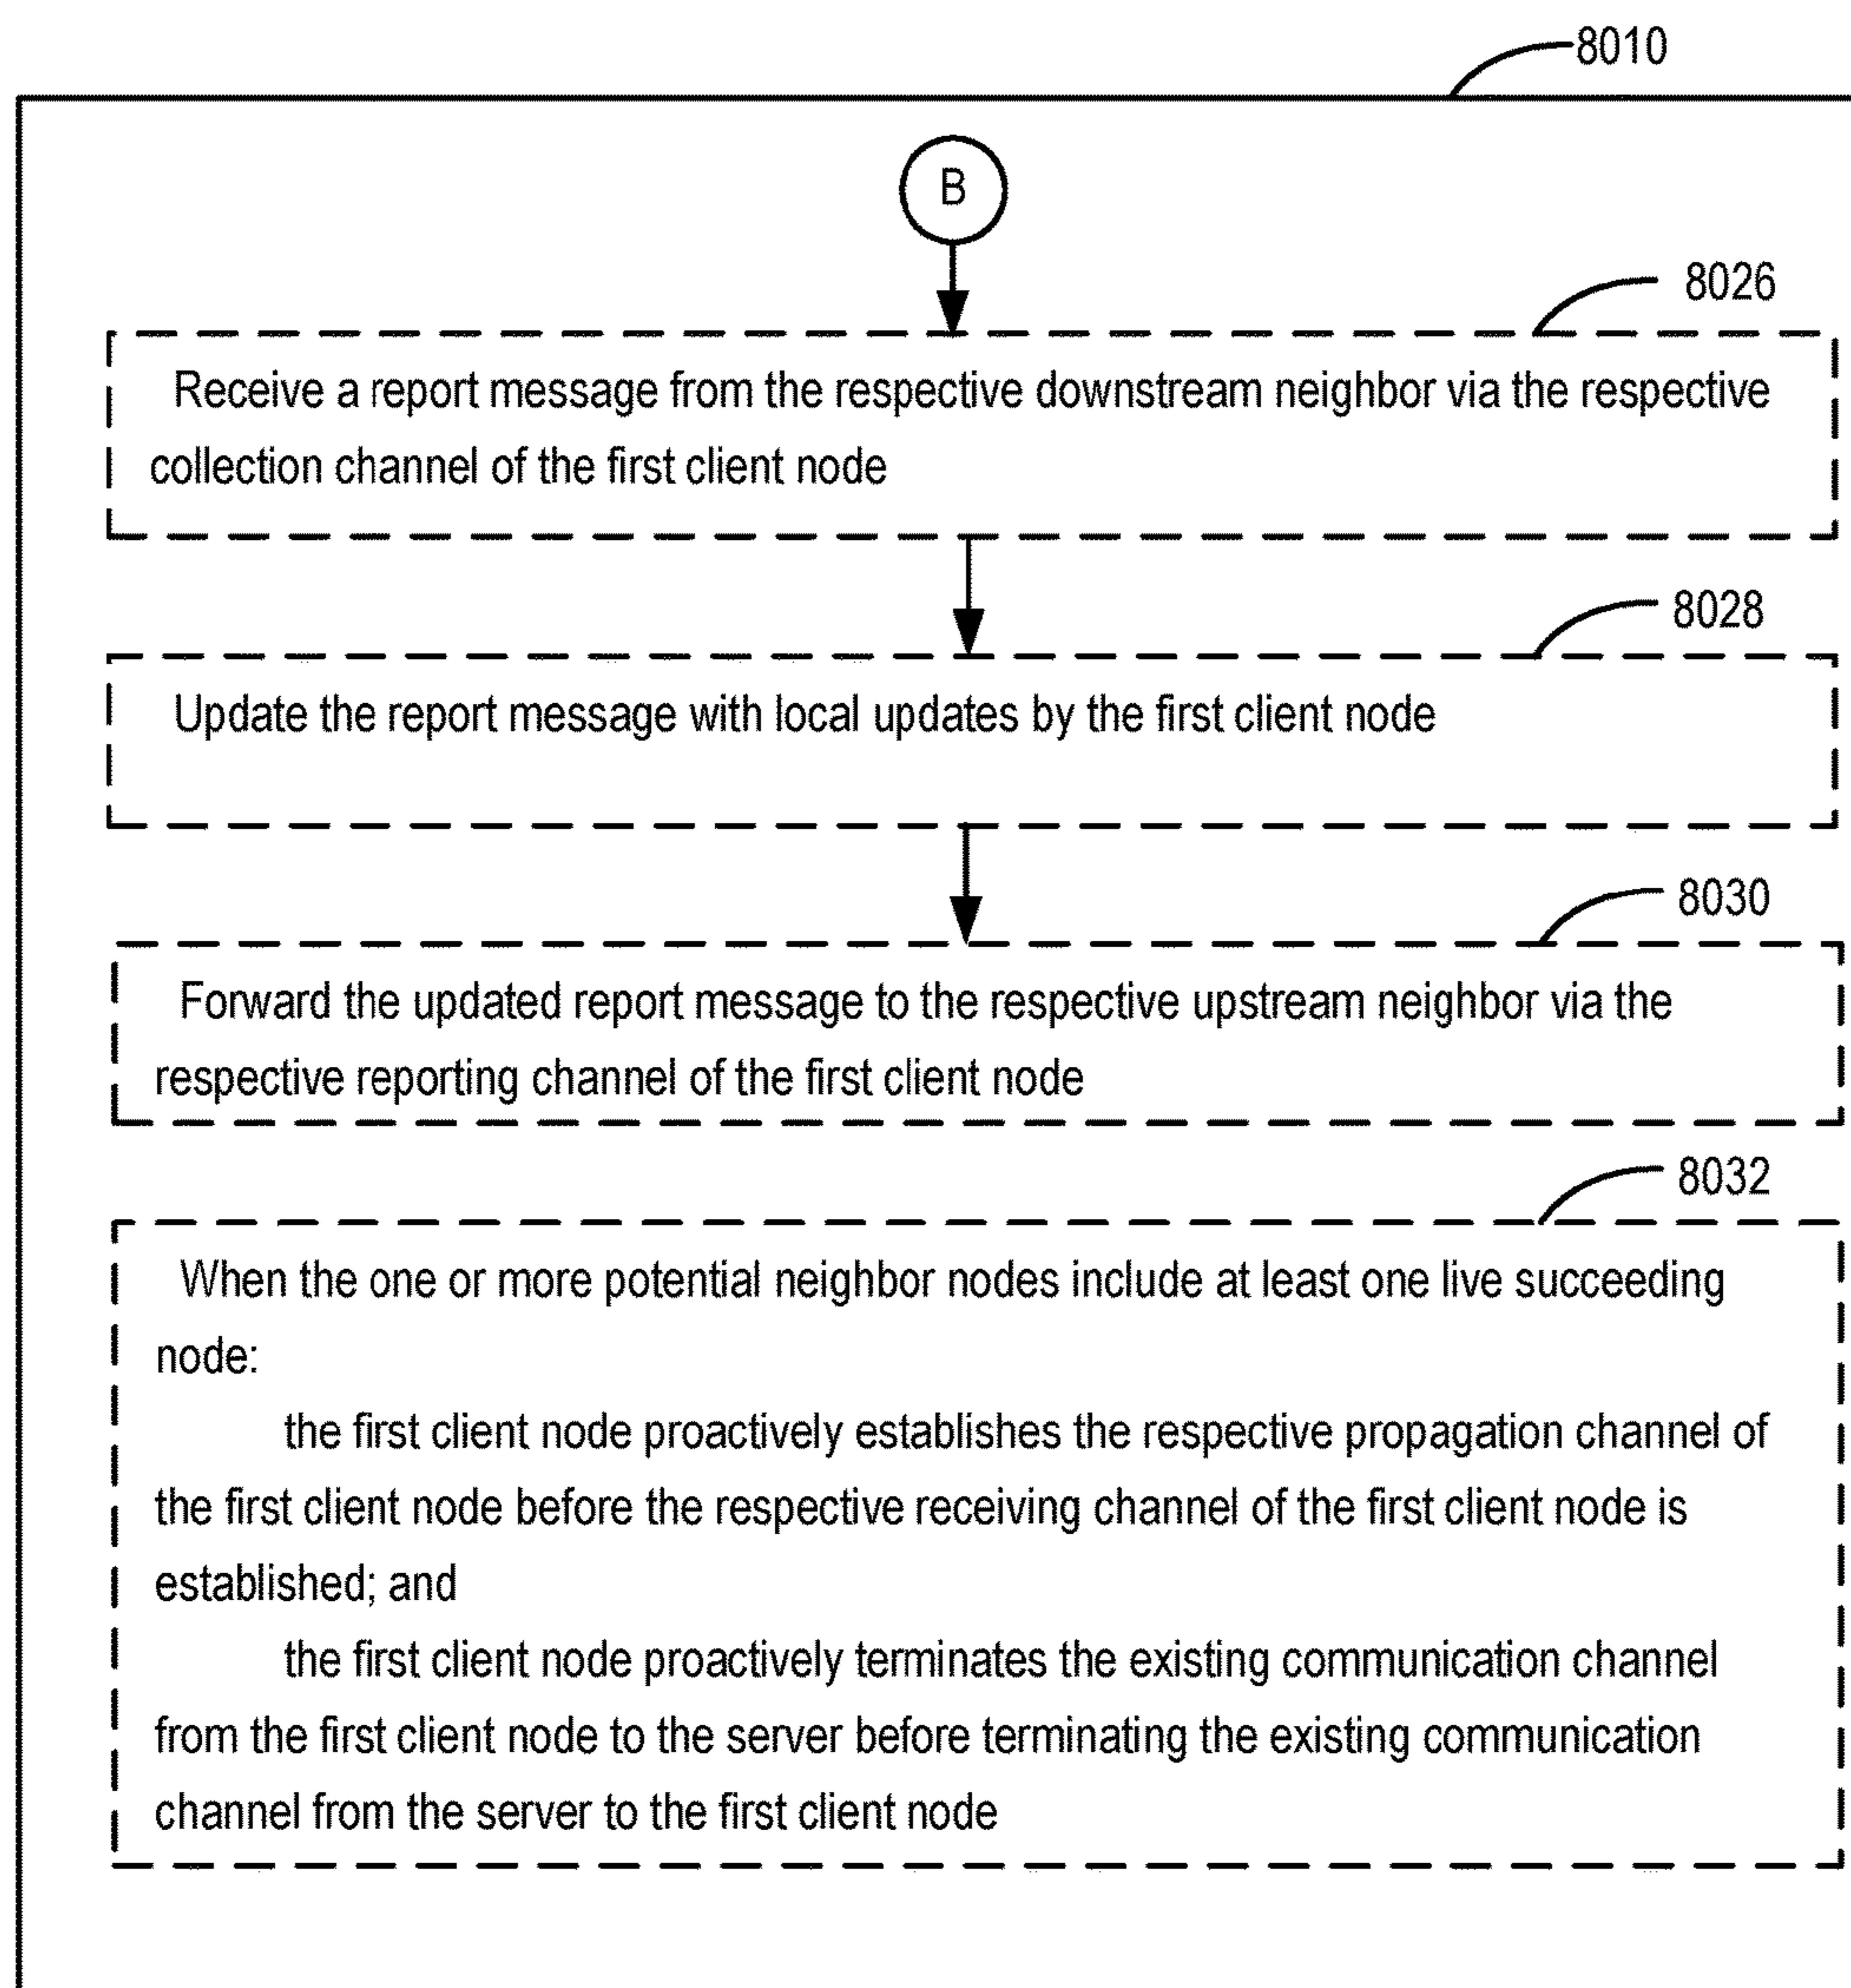 8010
B
8026
Receive a report message from the respective downstream neighbor via the respective
collection channel of the first client node
8028
Update the report message with local updates by the first client node
8030
Forward the updated report message to the respective upstream neighbor via the
respective reporting channel of the first client node
8032
When the one or more potential neighbor nodes include at least one live succeeding
node:
the first client node proactively establishes the respective propagation channel of
the first client node before the respective receiving channel of the first client node is
established; and
the first client node proactively terminates the existing communication channel
from the first client node to the server before terminating the existing communication
channel from the server to the first client node